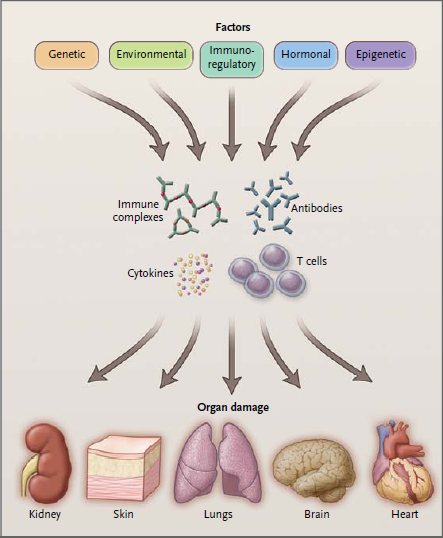 Factors
Genetic
Environmental
Immuno-
regulatory
Hormonal
Epigenetic
Immune
complexes
Antibodies
Cytokines
T cells
Organ damage
Kidney
Skin
Lungs
Brain
Heart